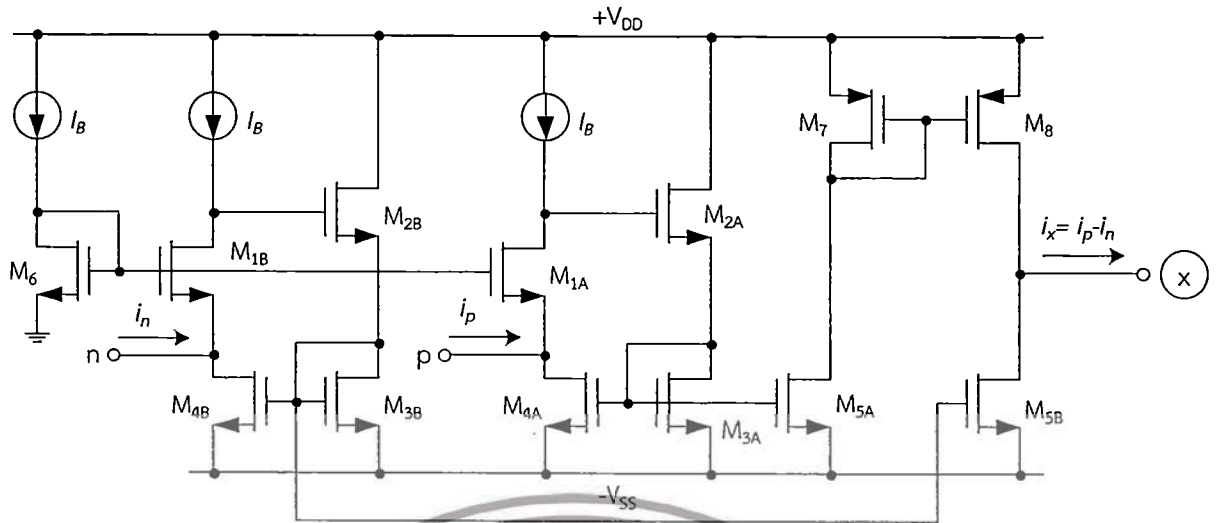 +V_DD
I_B
I_B
I_B
M_7
M_8
M_2B
M_2A
M_6
M_1B
M_1A
i_x= i_p-i_n
x
i_n
i_p
n
p
M_4B
M_3B
M_4A
M_3A
M_5A
M_5B
-V_SS